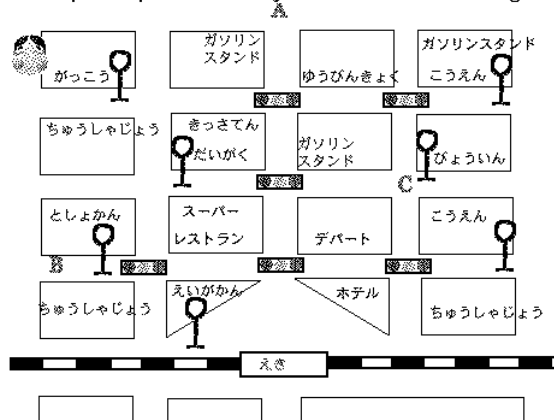 A
ガソリン
スタンド
ガソリンスタンド
がっこう
ゆうびんきょく
こうえん
ちゅうしゃじょう
きっさてん
だいがく
ガソリン
スタンド
びょういん
C
としょかん
スーパー
レストラン
デパート
こうえん
B
ちゅうしゃじょう
えいがかん
ホテル
ちゅうしゃじょう
えき